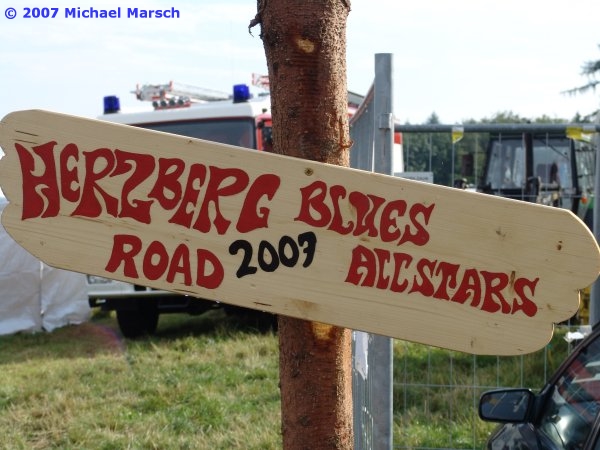 © 2007 Michael Marsch
HERZBERG BLUES
ROAD 2007 ALLSTARS